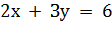 2x + 3y = 6